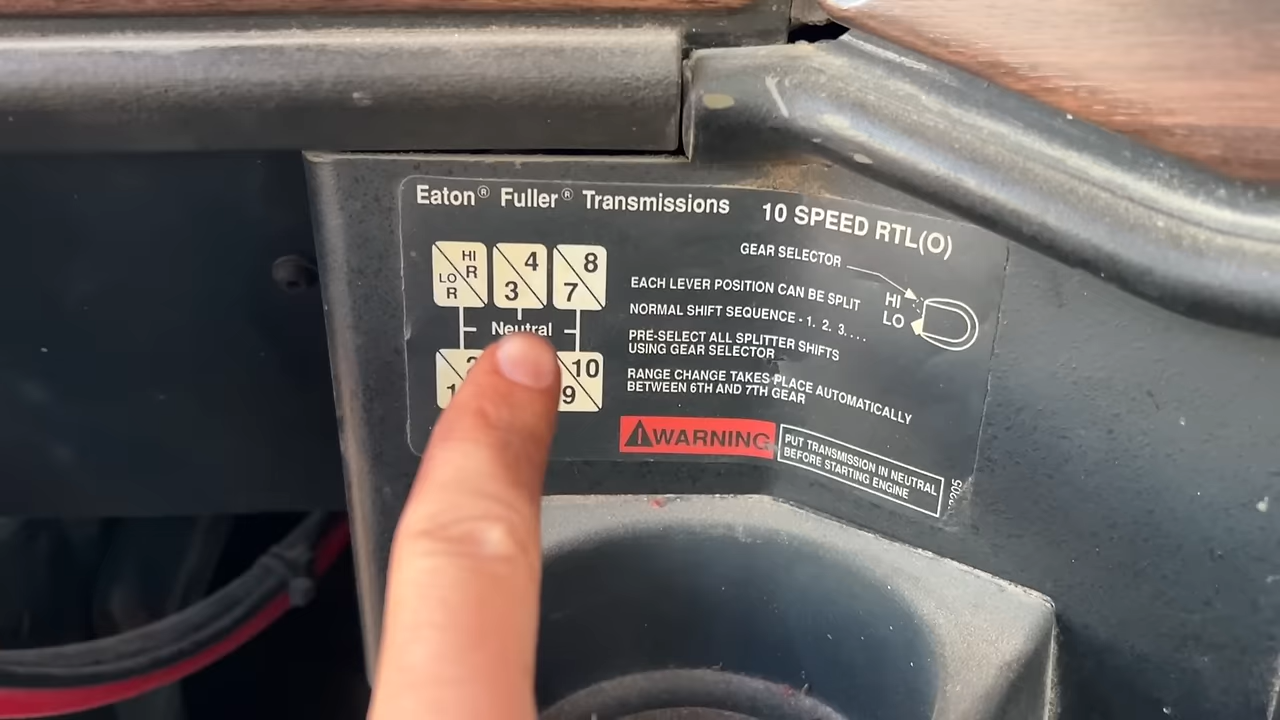 Eaton® Fuller® Transmissions
10 SPEED RTL(O)
GEAR SELECTOR
HI
R
LO
R
4
3
8
7
Neutral
2
1
10
9
EACH LEVER POSITION CAN BE SPLIT
NORMAL SHIFT SEQUENCE - 1. 2. 3. . . .
PRE-SELECT ALL SPLITTER SHIFTS
USING GEAR SELECTOR
RANGE CHANGE TAKES PLACE AUTOMATICALLY
BETWEEN 6TH AND 7TH GEAR
HI
LO
WARNING
PUT TRANSMISSION IN NEUTRAL
BEFORE STARTING ENGINE